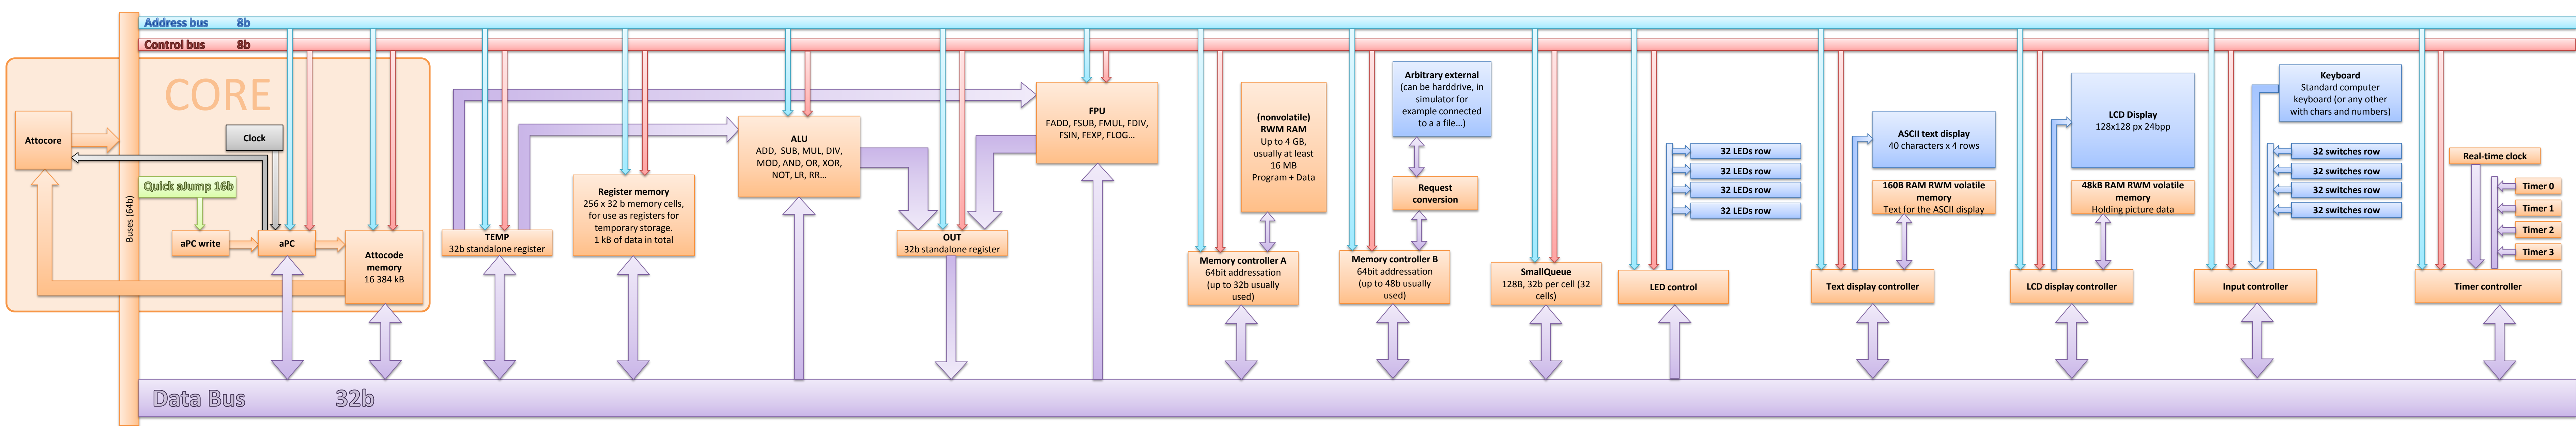 Address bus 8b
Control bus 8b
CORE
Attocore
Clock
Quick aJump 16b
Buses (64b)
aPC write
aPC
Attocode
memory
16 384 kB
TEMP
32b standalone register
Register memory
256 x 32 b memory cells,
for use as registers for
temporary storage.
1 kB of data in total
ALU
ADD, SUB, MUL, DIV,
MOD, AND, OR, XOR,
NOT, LR, RR...
OUT
32b standalone register
FPU
FADD, FSUB, FMUL, FDIV,
FSIN, FEXP, FLOG...
(nonvolatile)
RWM RAM
Up to 4 GB,
usually at least
16 MB
Program + Data
Memory controller A
64bit addressation
(up to 32b usually
used)
Arbitrary external
(can be harddrive, in
simulator for
example connected
to a a file...)
Request
conversion
Memory controller B
64bit addressation
(up to 48b usually
used)
SmallQueue
128B, 32b per cell (32
cells)
32 LEDs row
32 LEDs row
32 LEDs row
32 LEDs row
LED control
ASCII text display
40 characters x 4 rows
160B RAM RWM volatile
memory
Text for the ASCII display
Text display controller
LCD Display
128x128 px 24bpp
48kB RAM RWM volatile
memory
Holding picture data
LCD display controller
Keyboard
Standard computer
keyboard (or any other
with chars and numbers)
32 switches row
32 switches row
32 switches row
32 switches row
Input controller
Real-time clock
Timer 0
Timer 1
Timer 2
Timer 3
Timer controller
Data Bus 32b